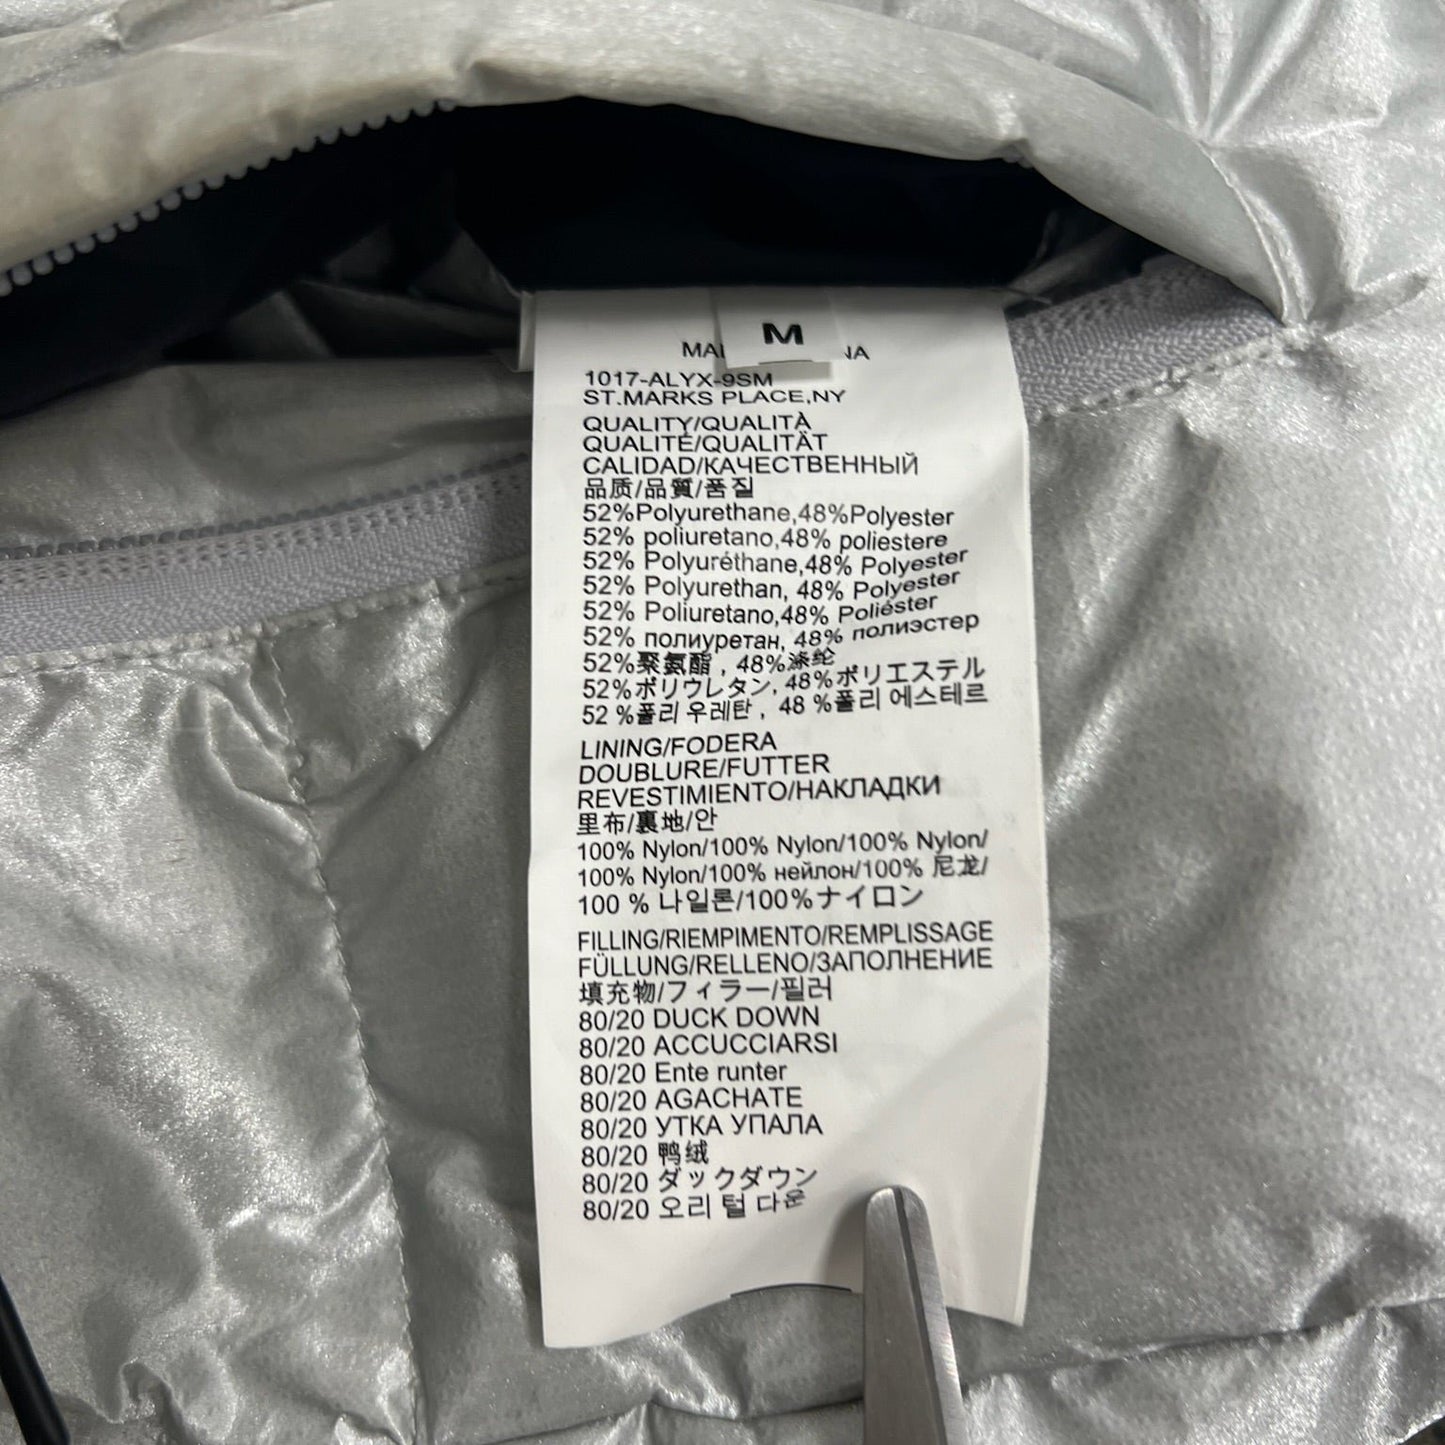 M
MA NA
1017-ALYX-9SM
ST.MARKS PLACE,NY
QUALITY/QUALITÀ
QUALITÉ/QUALITÄT
CALIDAD/КАЧЕСТВЕННЫЙ
品质/品質/품질
52%Polyurethane,48%Polyester
52% poliuretano,48% poliestere
52% Polyuréthane,48% Polyester
52% Polyurethan, 48% Polyester
52% Poliuretano,48% Poliéster
52% полиуретан, 48% полиэстер
52%聚氨酯 , 48%涤纶
52%ポリウレタン, 48%ポリエステル
52 %폴리 우레탄 , 48 %폴리 에스테르
LINING/FODERA
DOUBLURE/FUTTER
REVESTIMIENTO/НАКЛАДКИ
里布/裏地/안
100% Nylon/100% Nylon/100% Nylon/
100% Nylon/100% нейлон/100% 尼龙/
100 % 나일론/100%ナイロン
FILLING/RIEMPIMENTO/REMPLISSAGE
FÜLLUNG/RELLENO/ЗАПОЛНЕНИЕ
填充物/フィラー/필러
80/20 DUCK DOWN
80/20 ACCUCCIARSI
80/20 Ente runter
80/20 AGACHATE
80/20 УТКА УПАЛА
80/20 鸭绒
80/20 ダックダウン
80/20 오리 털 다운